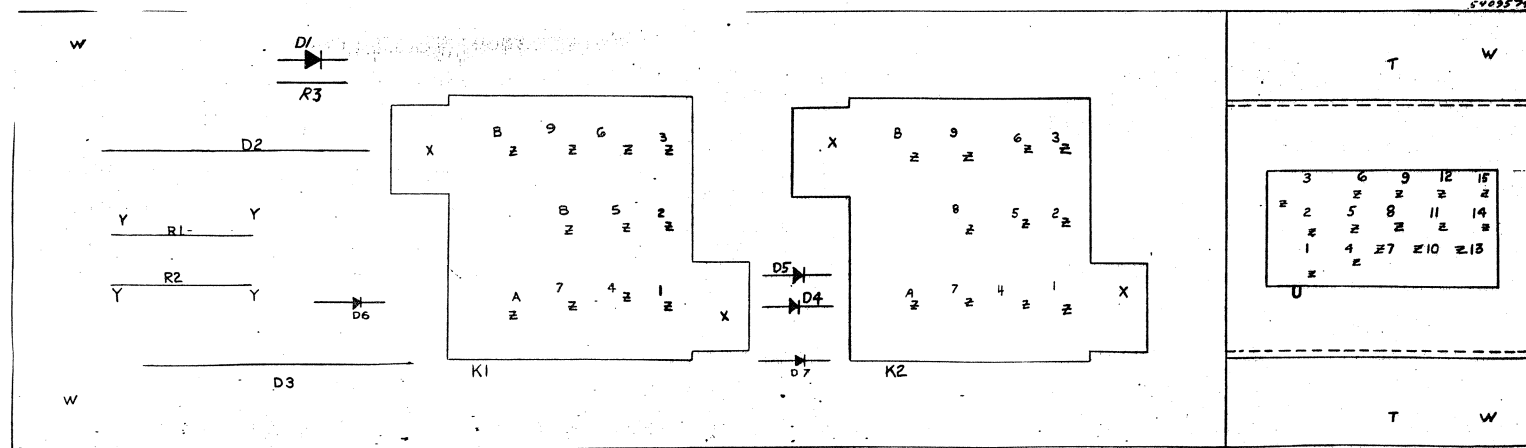 W
D1
R3
D2
Y Y
R1
R2
Y Y
D6
D3
W
X
B 9 6 3
Z Z Z Z
B 5 2
Z Z Z
A 7 4 1
Z Z Z Z
X
K1
D5
D4
D7
X
B 9 6 3
Z Z Z Z
8 5 2
Z Z Z
A 7 4 1
Z Z Z Z
X
K2
T W
3 6 9 12 15
Z Z Z Z Z
2 5 8 11 14
Z Z Z Z Z
1 4 Z7 Z10 Z13
Z Z
U
T W